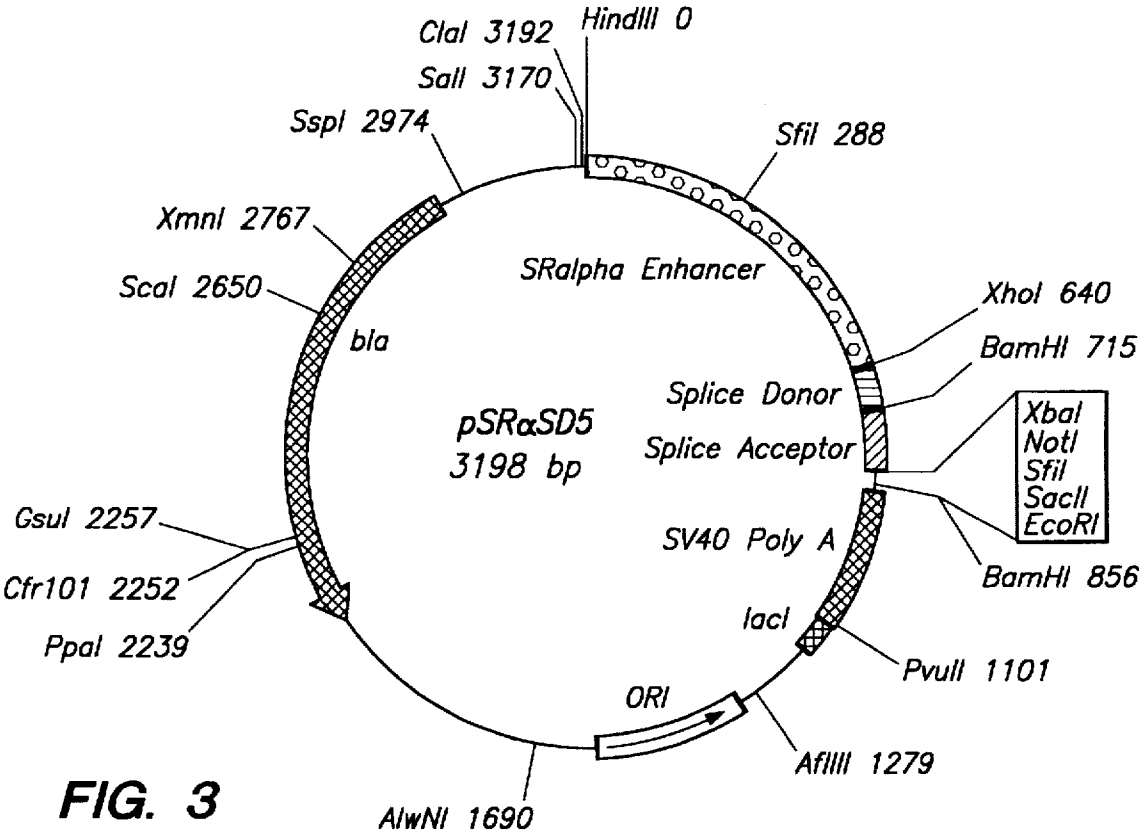 HindIII 0
ClaI 3192
SalI 3170
SspI 2974
SfiI 288
XmnI 2767
SRalpha Enhancer
ScaI 2650
XhoI 640
bla
BamHI 715
Splice Donor
XbaI
NotI
SfiI
SacII
EcoRI
pSRαSD5
3198 bp
Splice Acceptor
GsuI 2257
SV40 Poly A
Cfr101 2252
BamHI 856
lacI
PpaI 2239
PvuII 1101
ORI
AflIII 1279
AlwNI 1690
FIG. 3